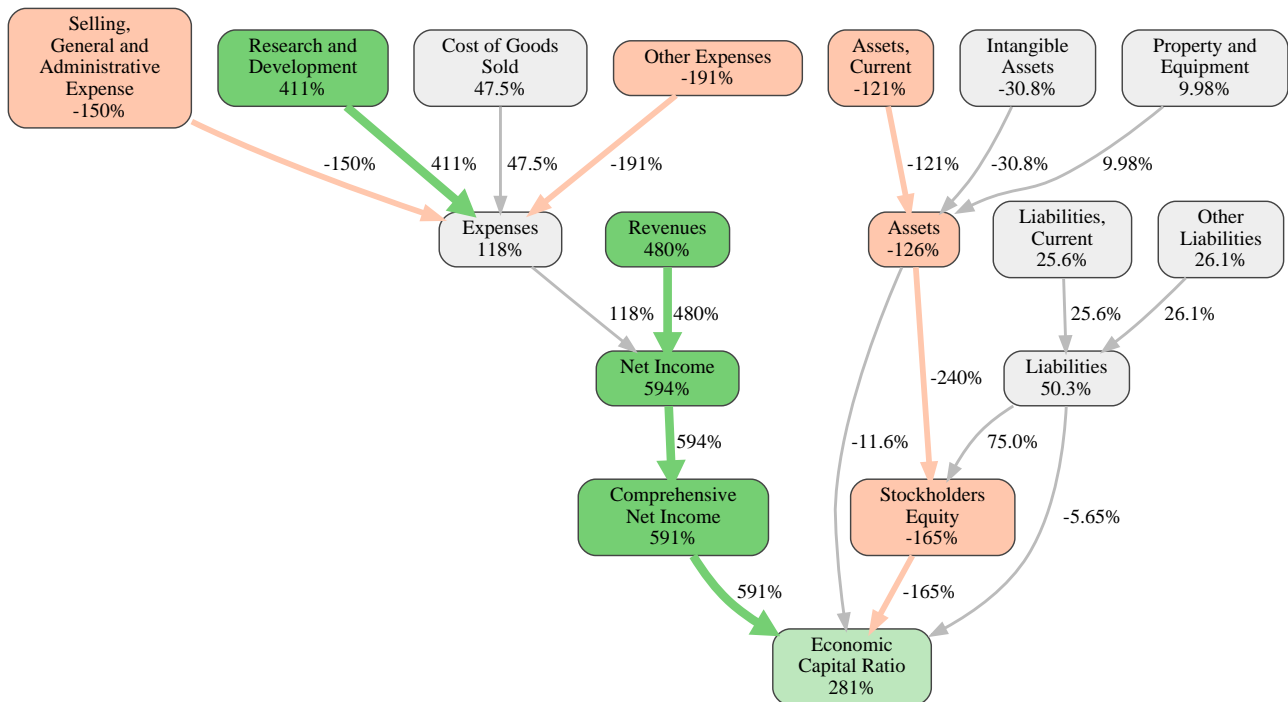 Selling,
General and
Administrative
Expense
-150%
Research and
Development
411%
Cost of Goods
Sold
47.5%
Other Expenses
-191%
Assets,
Current
-121%
Intangible
Assets
-30.8%
Property and
Equipment
9.98%
-150%
411%
47.5%
-191%
-121%
-30.8%
9.98%
Expenses
118%
Revenues
480%
Assets
-126%
Liabilities,
Current
25.6%
Other
Liabilities
26.1%
118%
480%
25.6%
26.1%
Net Income
594%
-240%
Liabilities
50.3%
594%
-11.6%
75.0%
Comprehensive
Net Income
591%
Stockholders
Equity
-165%
-5.65%
591%
-165%
Economic
Capital Ratio
281%